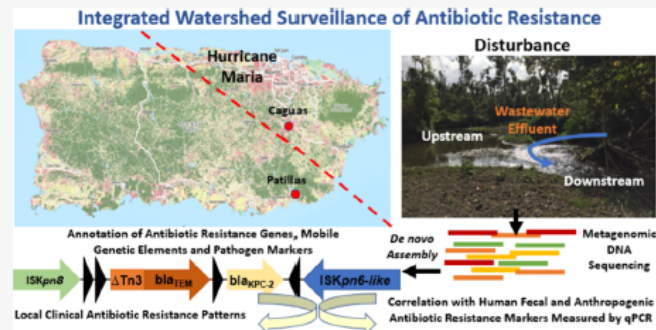 Integrated Watershed Surveillance of Antibiotic Resistance
Hurricane
Maria
Caguas
Patillas
Disturbance
Wastewater
Effluent
Upstream
Downstream
Annotation of Antibiotic Resistance Genes, Mobile
Genetic Elements and Pathogen Markers
De novo
Assembly
Metagenomic
DNA
Sequencing
ISKpn8
ΔTn3
blaTEM
blaKPC-2
ISKpn6-like
Local Clinical Antibiotic Resistance Patterns
Correlation with Human Fecal and Anthropogenic
Antibiotic Resistance Markers Measured by qPCR